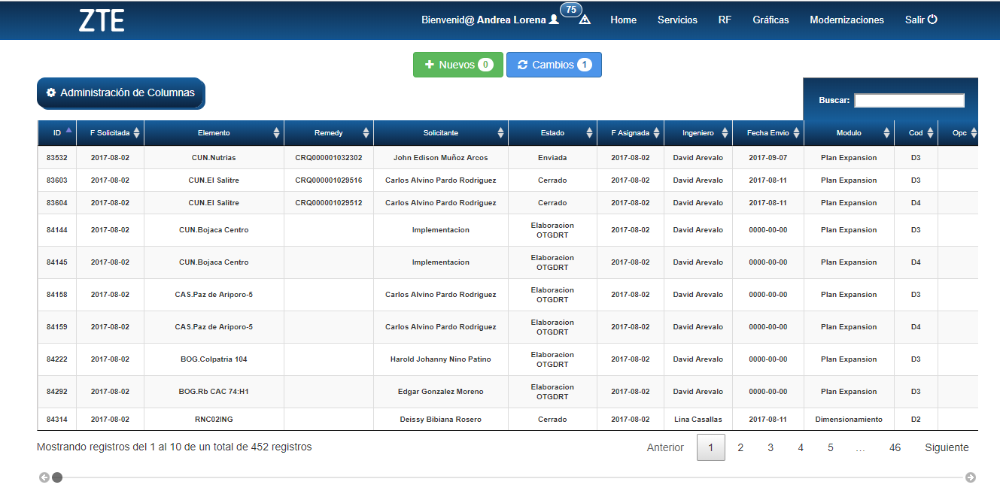 ZTE
75
Bienvenid@ Andrea Lorena Home Servicios RF Gráficas Modernizaciones Salir
Nuevos 0 Cambios 1
Administración de Columnas
Buscar:
ID F Solicitada Elemento Remedy Solicitante Estado F Asignada Ingeniero Fecha Envio Modulo Cod Opc
83532 2017-08-02 CUN.Nutrias CRQ000001032302 John Edison Muñoz Arcos Enviada 2017-08-02 David Arevalo 2017-09-07 Plan Expansion D3
83603 2017-08-02 CUN.El Salitre CRQ000001029516 Carlos Alvino Pardo Rodriguez Cerrado 2017-08-02 David Arevalo 2017-08-11 Plan Expansion D3
83604 2017-08-02 CUN.El Salitre CRQ000001029512 Carlos Alvino Pardo Rodriguez Cerrado 2017-08-02 David Arevalo 2017-08-11 Plan Expansion D4
84144 2017-08-02 CUN.Bojaca Centro Implementacion Elaboracion OTGDRT 2017-08-02 David Arevalo 0000-00-00 Plan Expansion D3
84145 2017-08-02 CUN.Bojaca Centro Implementacion Elaboracion OTGDRT 2017-08-02 David Arevalo 0000-00-00 Plan Expansion D4
84158 2017-08-02 CAS.Paz de Ariporo-5 Carlos Alvino Pardo Rodriguez Elaboracion OTGDRT 2017-08-02 David Arevalo 0000-00-00 Plan Expansion D3
84159 2017-08-02 CAS.Paz de Ariporo-5 Carlos Alvino Pardo Rodriguez Elaboracion OTGDRT 2017-08-02 David Arevalo 0000-00-00 Plan Expansion D4
84222 2017-08-02 BOG.Colpatria 104 Harold Johanny Nino Patino Elaboracion OTGDRT 2017-08-02 David Arevalo 0000-00-00 Plan Expansion D3
84292 2017-08-02 BOG.Rb CAC 74:H1 Edgar Gonzalez Moreno Elaboracion OTGDRT 2017-08-02 David Arevalo 0000-00-00 Plan Expansion D3
84314 2017-08-02 RNC02ING Deissy Bibiana Rosero Cerrado 2017-08-02 Lina Casallas 2017-08-11 Dimensionamiento D2
Mostrando registros del 1 al 10 de un total de 452 registros Anterior 1 2 3 4 5 … 46 Siguiente